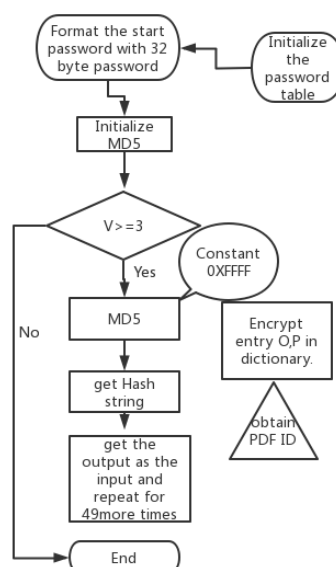 Format the start
password with 32
byte password
Initialize
the
password
table
Initialize
MD5
V>=3
Constant
0XFFFF
Yes
No
MD5
Encrypt
entry O,P in
dictionary.
get Hash
string
obtain
PDF ID
get the
output as the
input and
repeat for
49more times
End